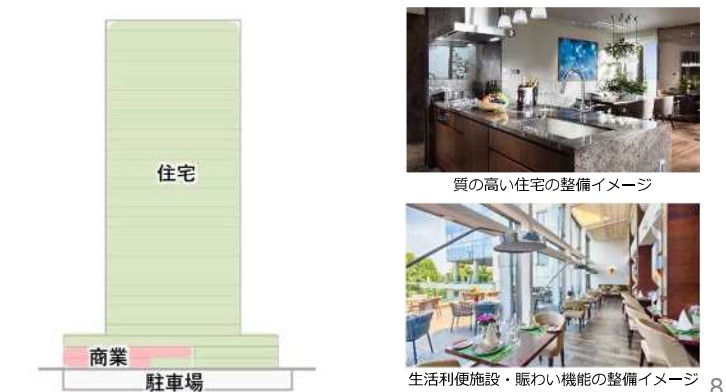 住宅
商業
駐車場
質の高い住宅の整備イメージ
生活利便施設・賑わい機能の整備イメージ
8